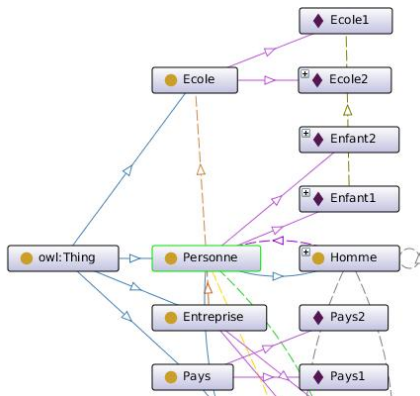 Ecole1
Ecole
Ecole2
Enfant2
Enfant1
owl:Thing
Personne
Homme
Entreprise
Pays2
Pays
Pays1